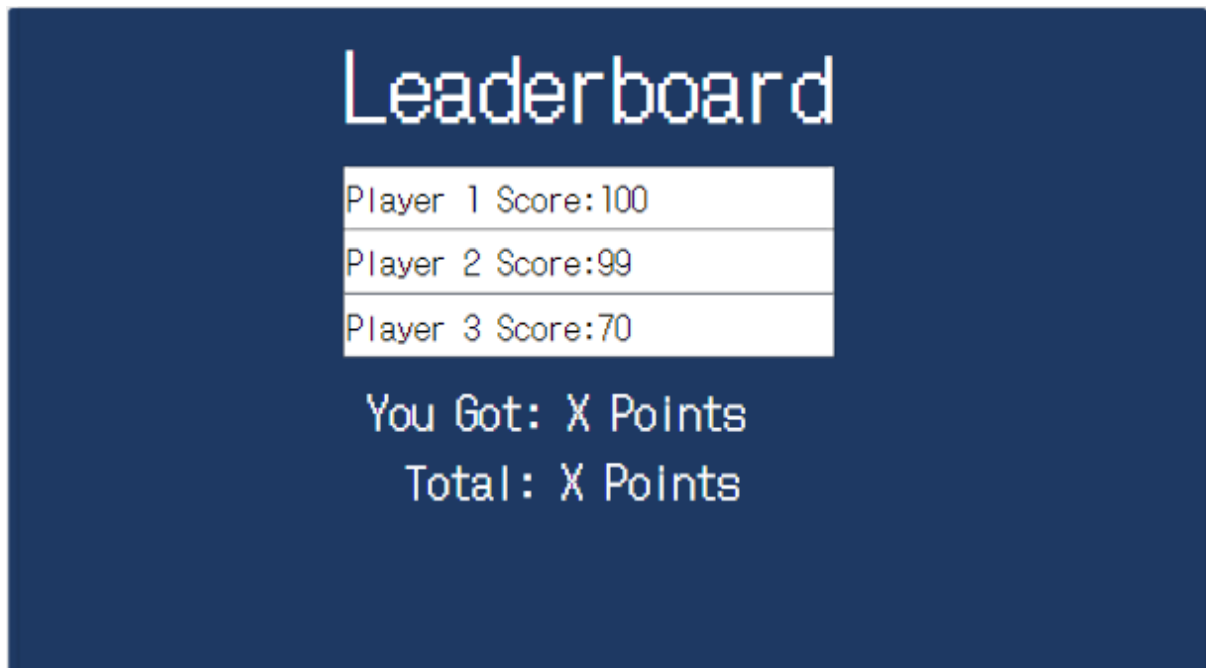 Leaderboard
Player 1 Score:100
Player 2 Score:99
Player 3 Score:70
You Got: X Points
Total: X Points